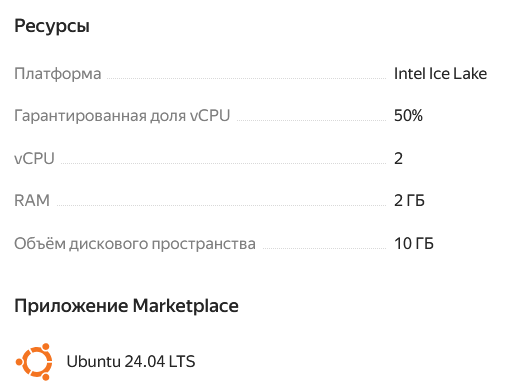 Ресурсы
Платформа Intel Ice Lake
Гарантированная доля vCPU 50%
vCPU 2
RAM 2 ГБ
Объём дискового пространства 10 ГБ
Приложение Marketplace
Ubuntu 24.04 LTS